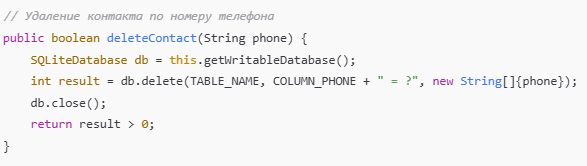 // Удаление контакта по номеру телефона
public boolean deleteContact(String phone) {
    SQLiteDatabase db = this.getWritableDatabase();
    int result = db.delete(TABLE_NAME, COLUMN_PHONE + " = ?", new String[]{phone});
    db.close();
    return result > 0;
}